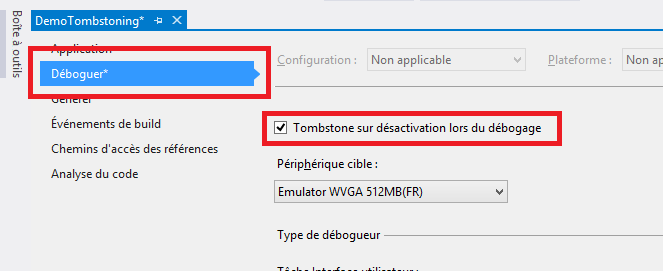 Boîte à outils
DemoTombstoning*
Application
Déboguer*
Générer
Événements de build
Chemins d'accès des références
Analyse du code
Configuration : Non applicable Plateforme : Non
Tombstone sur désactivation lors du débogage
Périphérique cible :
Emulator WVGA 512MB(FR)
Type de débogueur
Tâche Interface utilisateur :